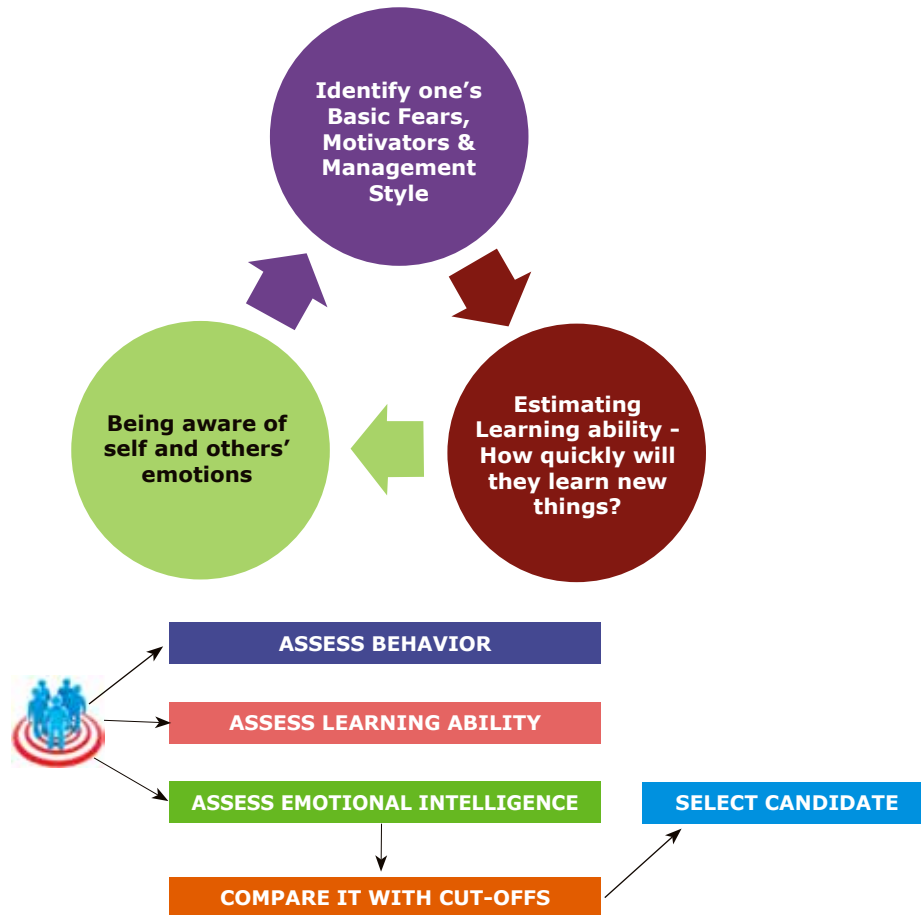 Identify one’s
Basic Fears,
Motivators &
Management
Style
Estimating
Learning ability -
How quickly will
they learn new
things?
Being aware of
self and others’
emotions
ASSESS BEHAVIOR
ASSESS LEARNING ABILITY
ASSESS EMOTIONAL INTELLIGENCE
SELECT CANDIDATE
COMPARE IT WITH CUT-OFFS